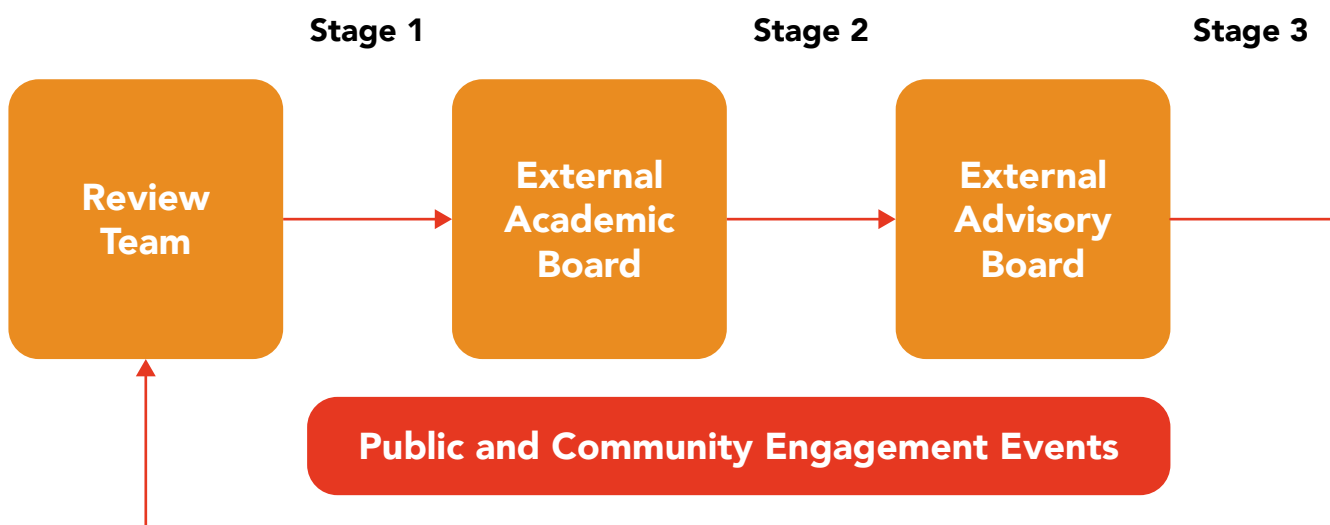 Stage 1
Stage 2
Stage 3
Review
Team
External
Academic
Board
External
Advisory
Board
Public and Community Engagement Events